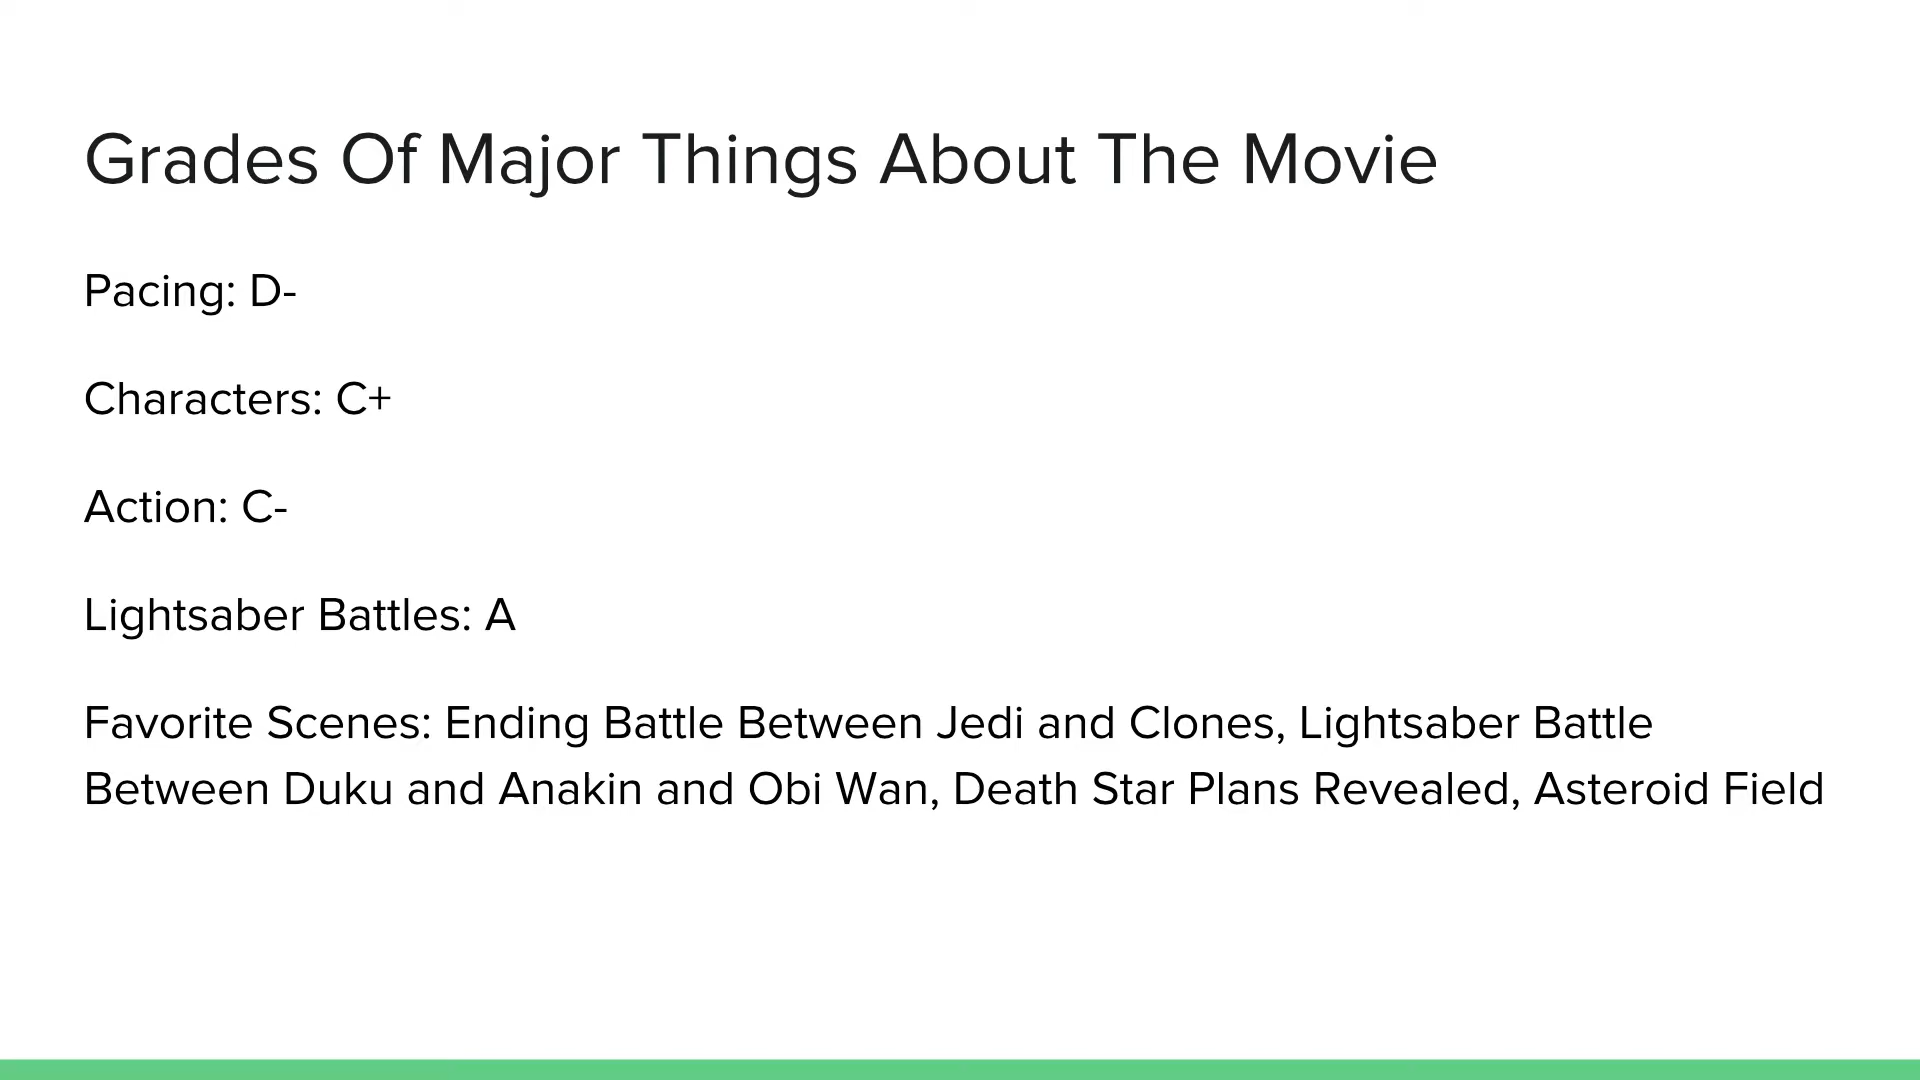 Grades Of Major Things About The Movie
Pacing: D-
Characters: C+
Action: C-
Lightsaber Battles: A
Favorite Scenes: Ending Battle Between Jedi and Clones, Lightsaber Battle
Between Duku and Anakin and Obi Wan, Death Star Plans Revealed, Asteroid Field